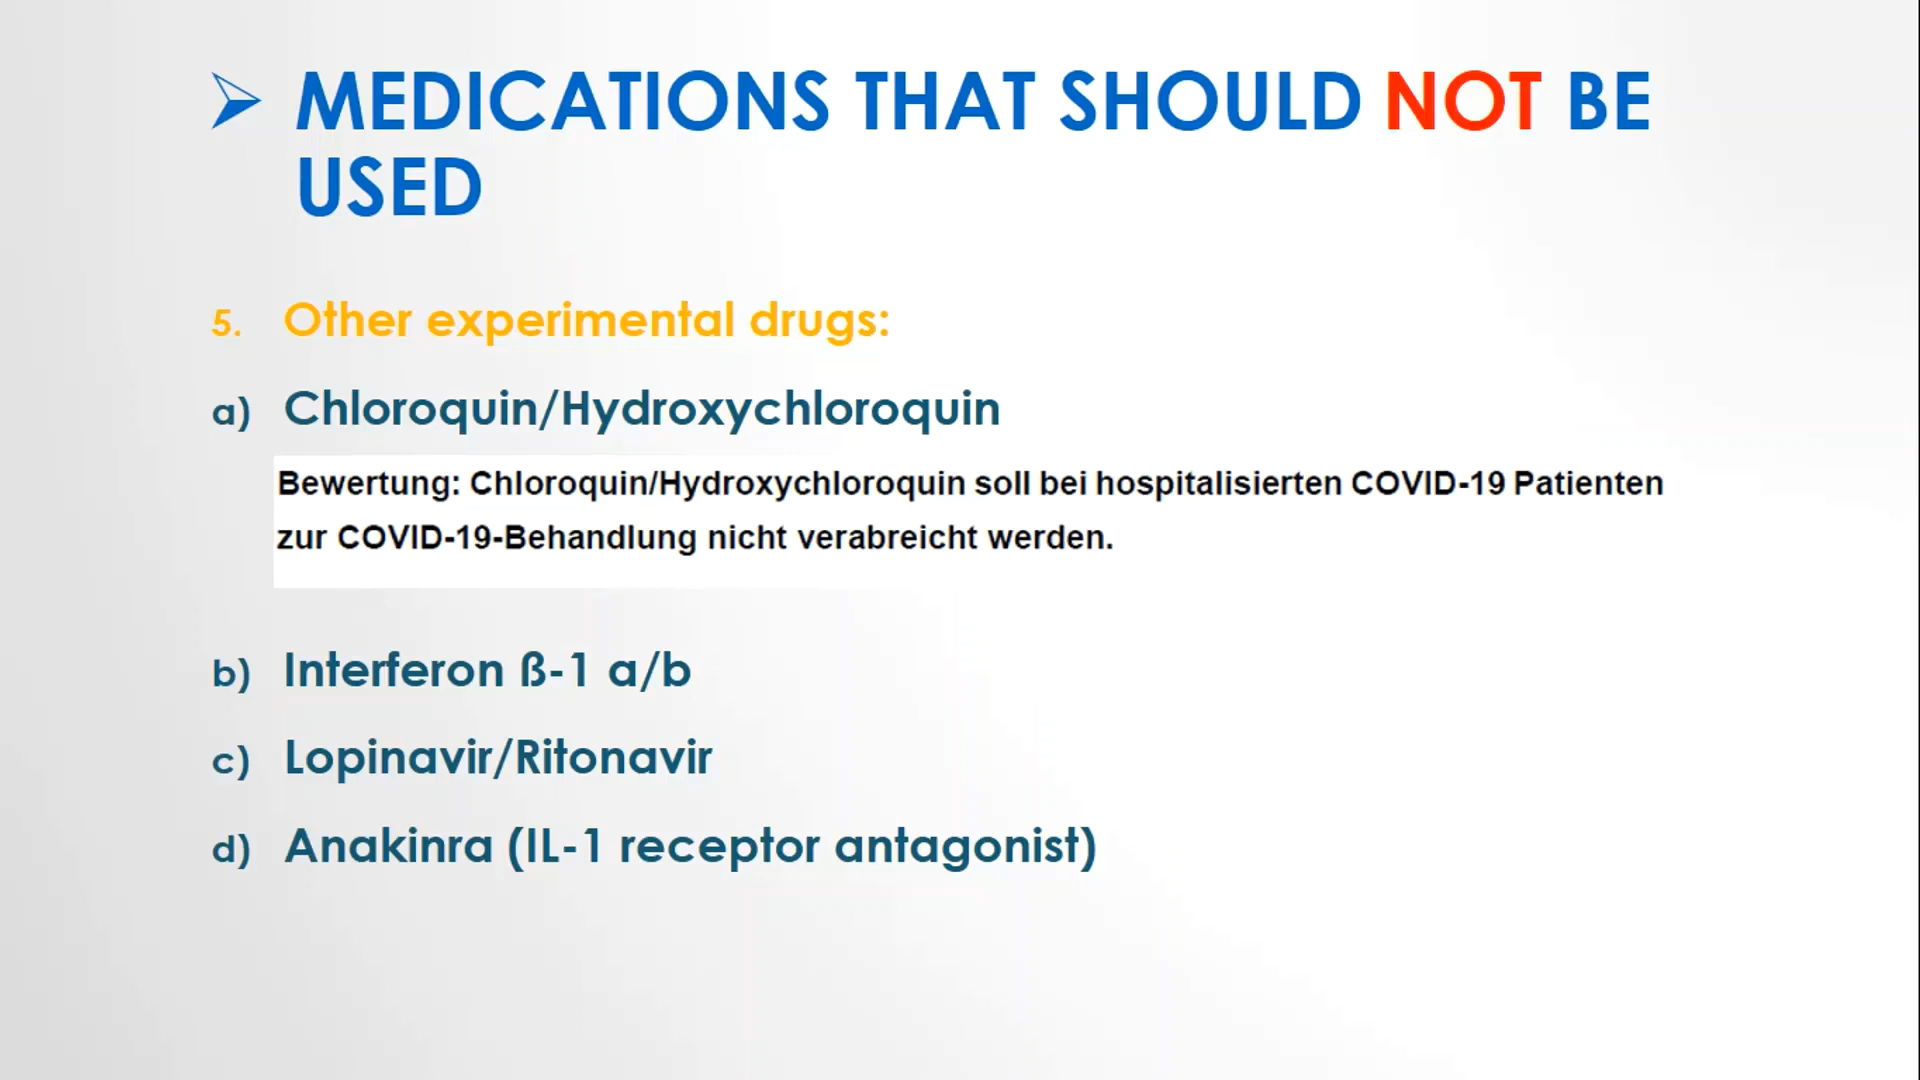 ➢ MEDICATIONS THAT SHOULD NOT BE
USED
5. Other experimental drugs:
a) Chloroquin/Hydroxychloroquin
Bewertung: Chloroquin/Hydroxychloroquin soll bei hospitalisierten COVID-19 Patienten
zur COVID-19-Behandlung nicht verabreicht werden.
b) Interferon ß-1 a/b
c) Lopinavir/Ritonavir
d) Anakinra (IL-1 receptor antagonist)